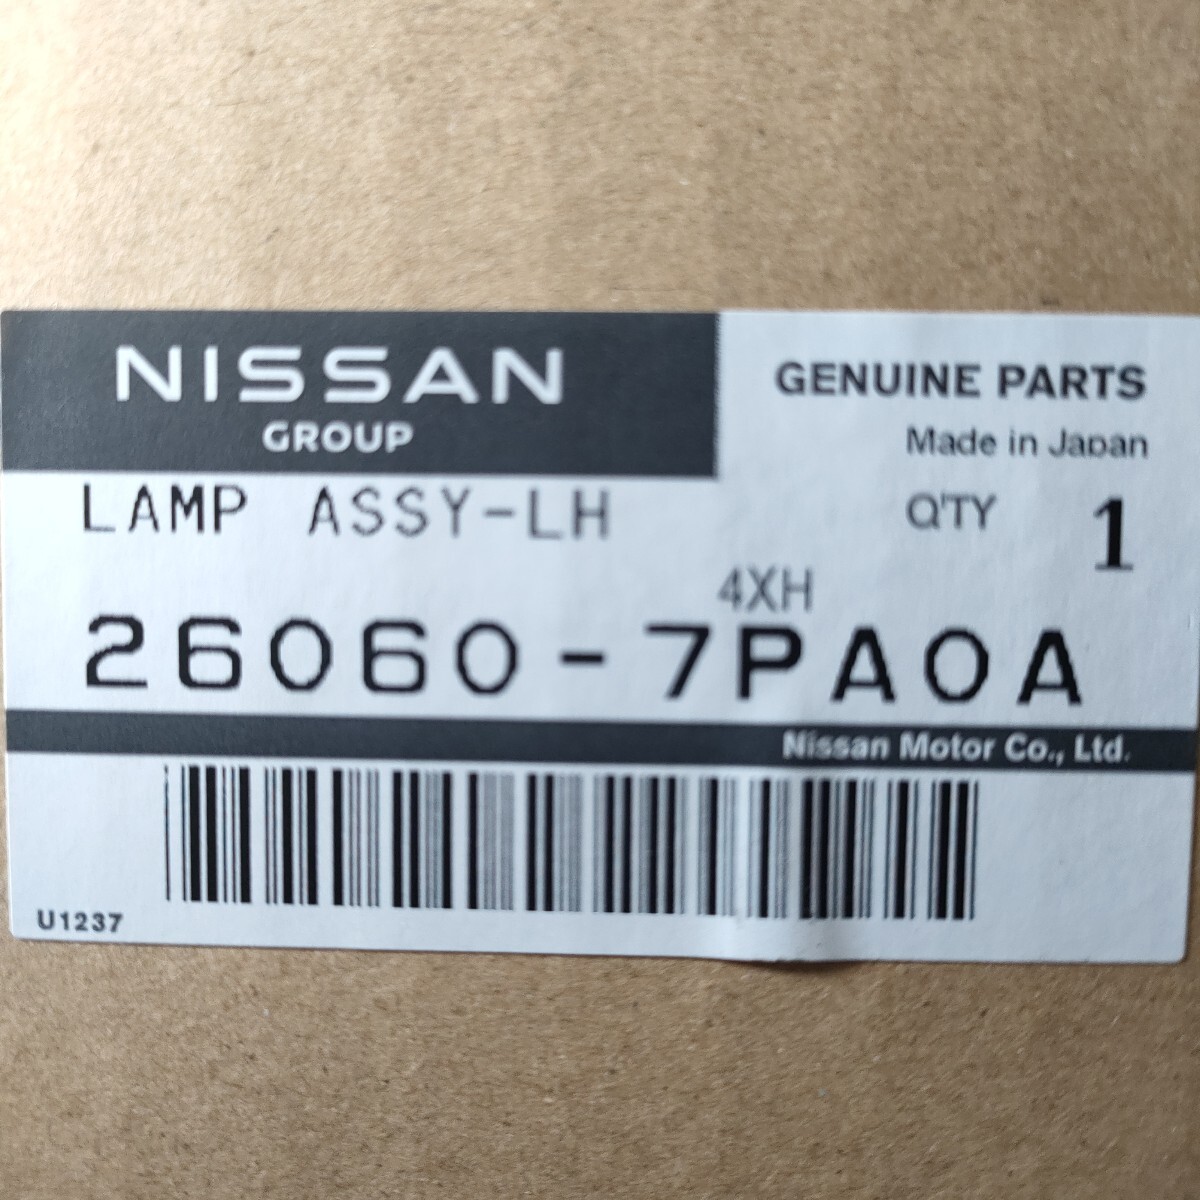 NISSAN
GROUP
GENUINE PARTS
Made in Japan
LAMP ASSY-LH
Q'TY 1
4XH
26060-7PA0A
Nissan Motor Co., Ltd.
U1237